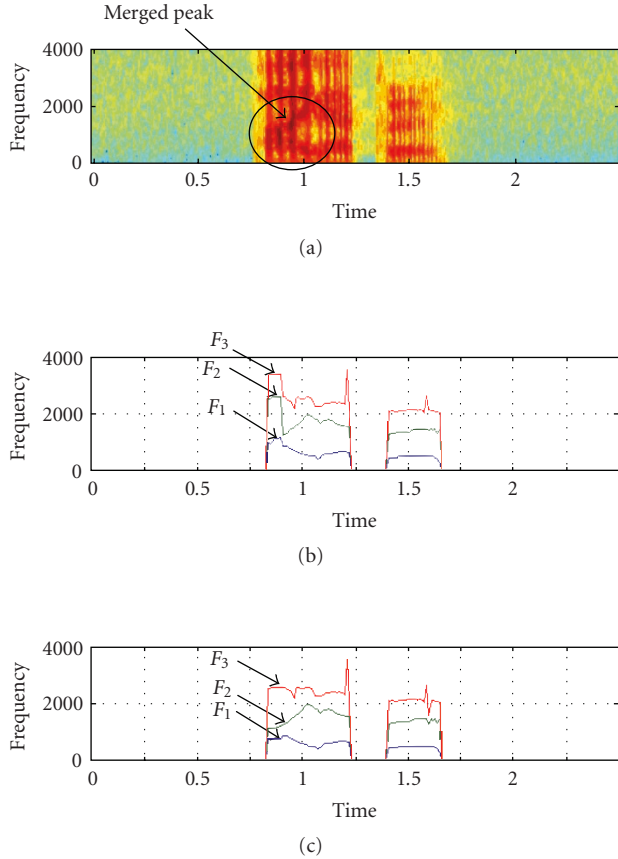 Merged peak
4000
2000
0
Frequency
0 0.5 1 1.5 2
Time
(a)
F3
F2
F1
4000
2000
0
Frequency
0 0.5 1 1.5 2
Time
(b)
F3
F2
F1
4000
2000
0
Frequency
0 0.5 1 1.5 2
Time
(c)